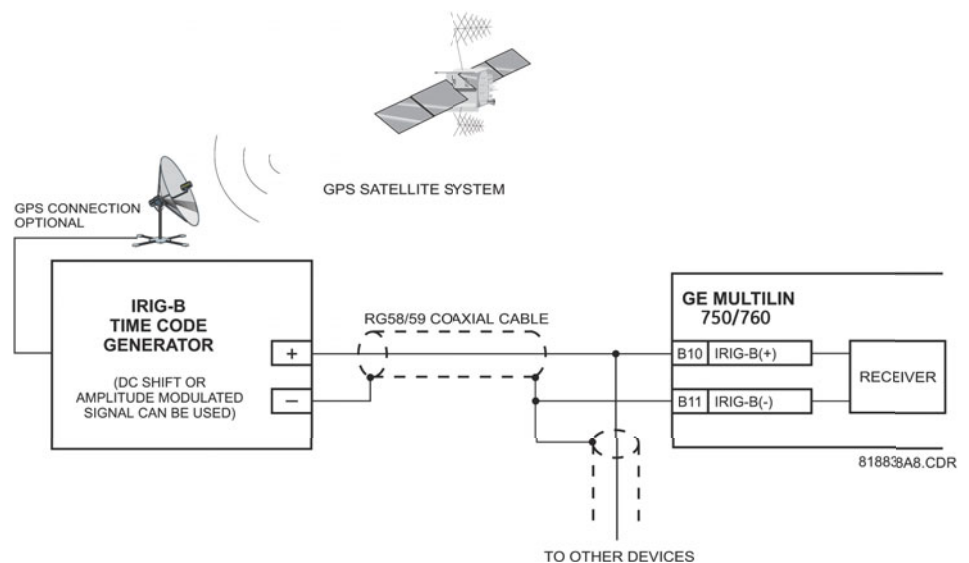 GPS SATELLITE SYSTEM
GPS CONNECTION
OPTIONAL
IRIG-B
TIME CODE
GENERATOR
(DC SHIFT OR
AMPLITUDE MODULATED
SIGNAL CAN BE USED)
+
−
RG58/59 COAXIAL CABLE
GE MULTILIN
750/760
B10 IRIG-B(+)
B11 IRIG-B(-)
RECEIVER
818838A8.CDR
TO OTHER DEVICES